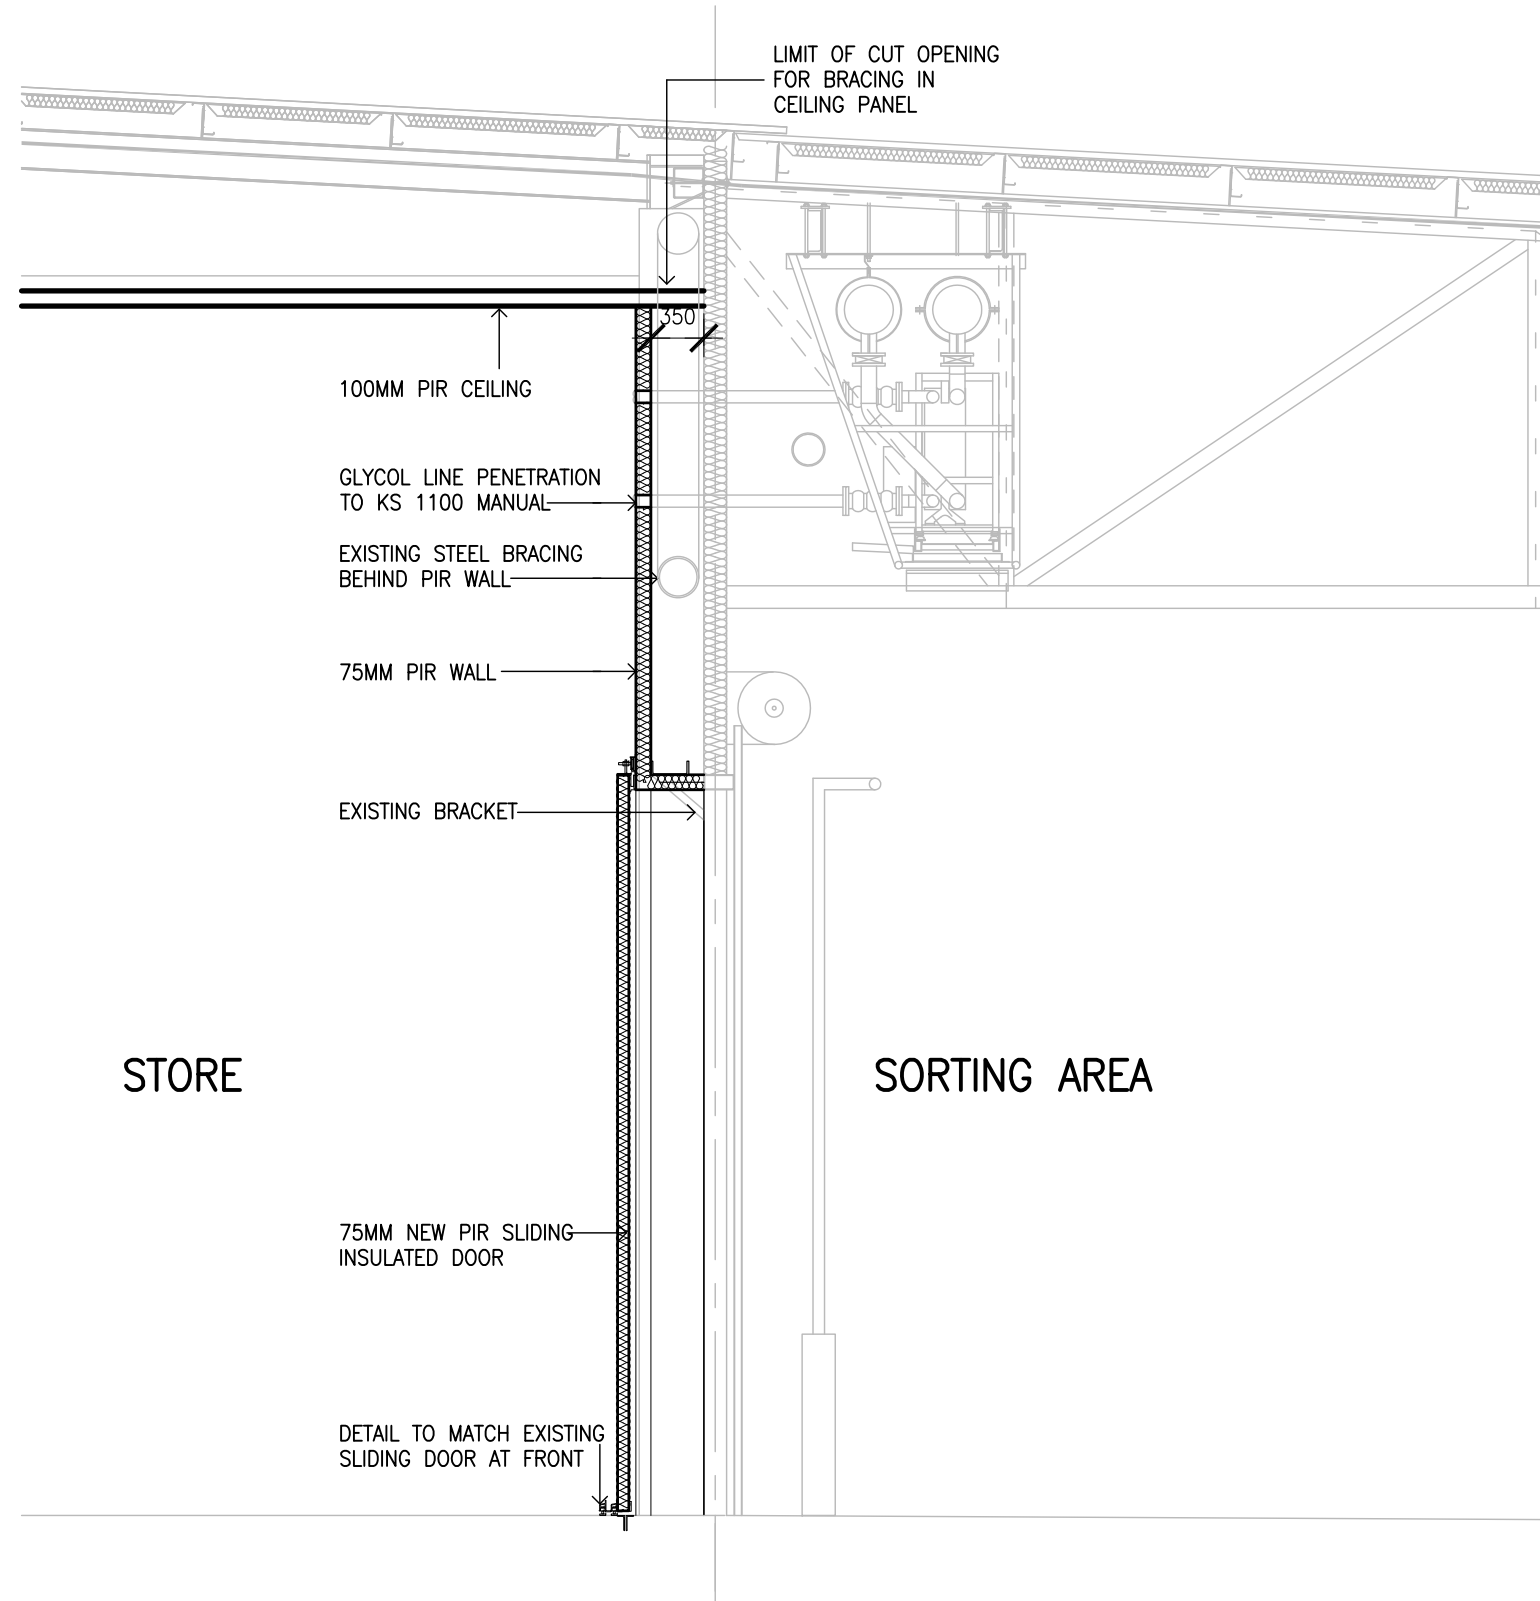 LIMIT OF CUT OPENING
FOR BRACING IN
CEILING PANEL
350
100MM PIR CEILING
GLYCOL LINE PENETRATION
TO KS 1100 MANUAL
EXISTING STEEL BRACING
BEHIND PIR WALL
75MM PIR WALL
EXISTING BRACKET
STORE
SORTING AREA
75MM NEW PIR SLIDING
INSULATED DOOR
DETAIL TO MATCH EXISTING
SLIDING DOOR AT FRONT